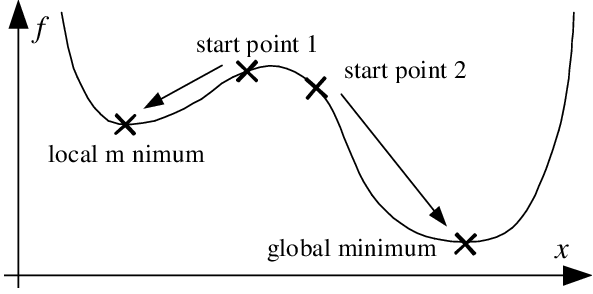 f
start point 1
start point 2
local m nimum
global minimum
x